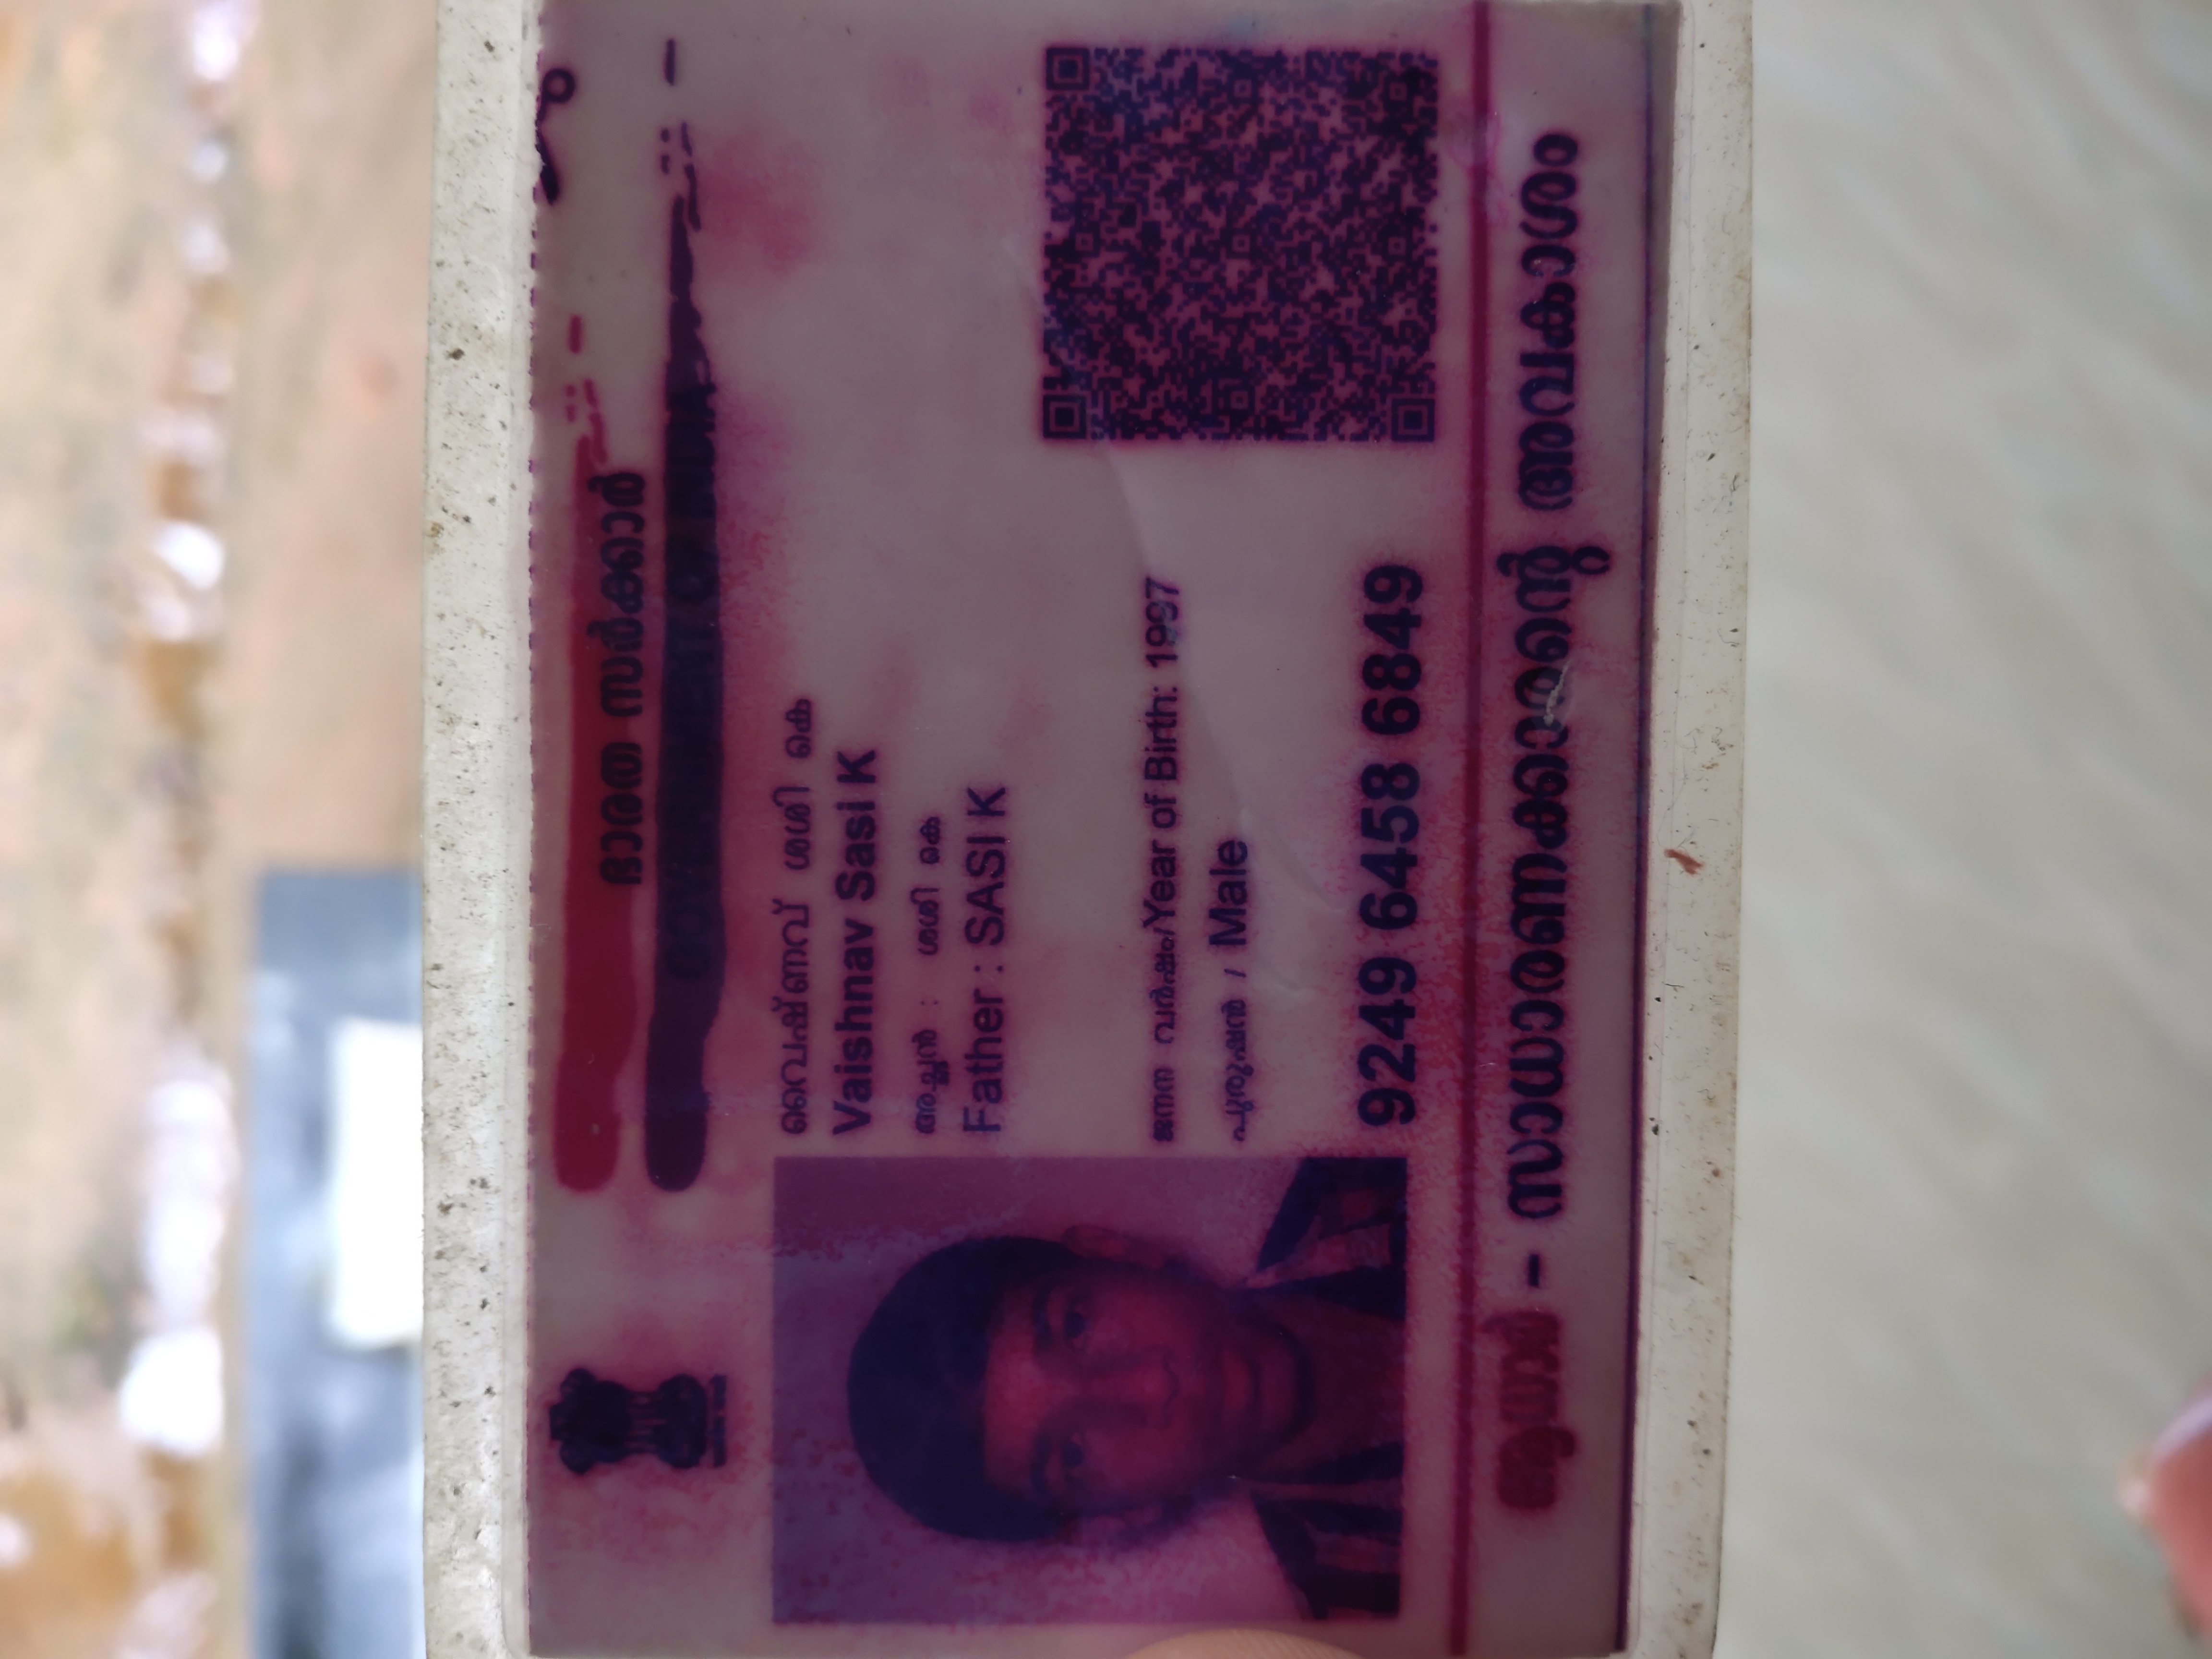 ഭാരത സർക്കാർ
GOVERNMENT OF INDIA
വൈഷ്ണവ് ശശി കെ
Vaishnav Sasi K
അച്ഛൻ : ശശി കെ
Father : SASI K
ജനന വർഷം/Year of Birth: 1997
പുരുഷൻ / Male
9249 6458 6849
ആധാർ – സാധാരണക്കാരന്റെ അവകാശം